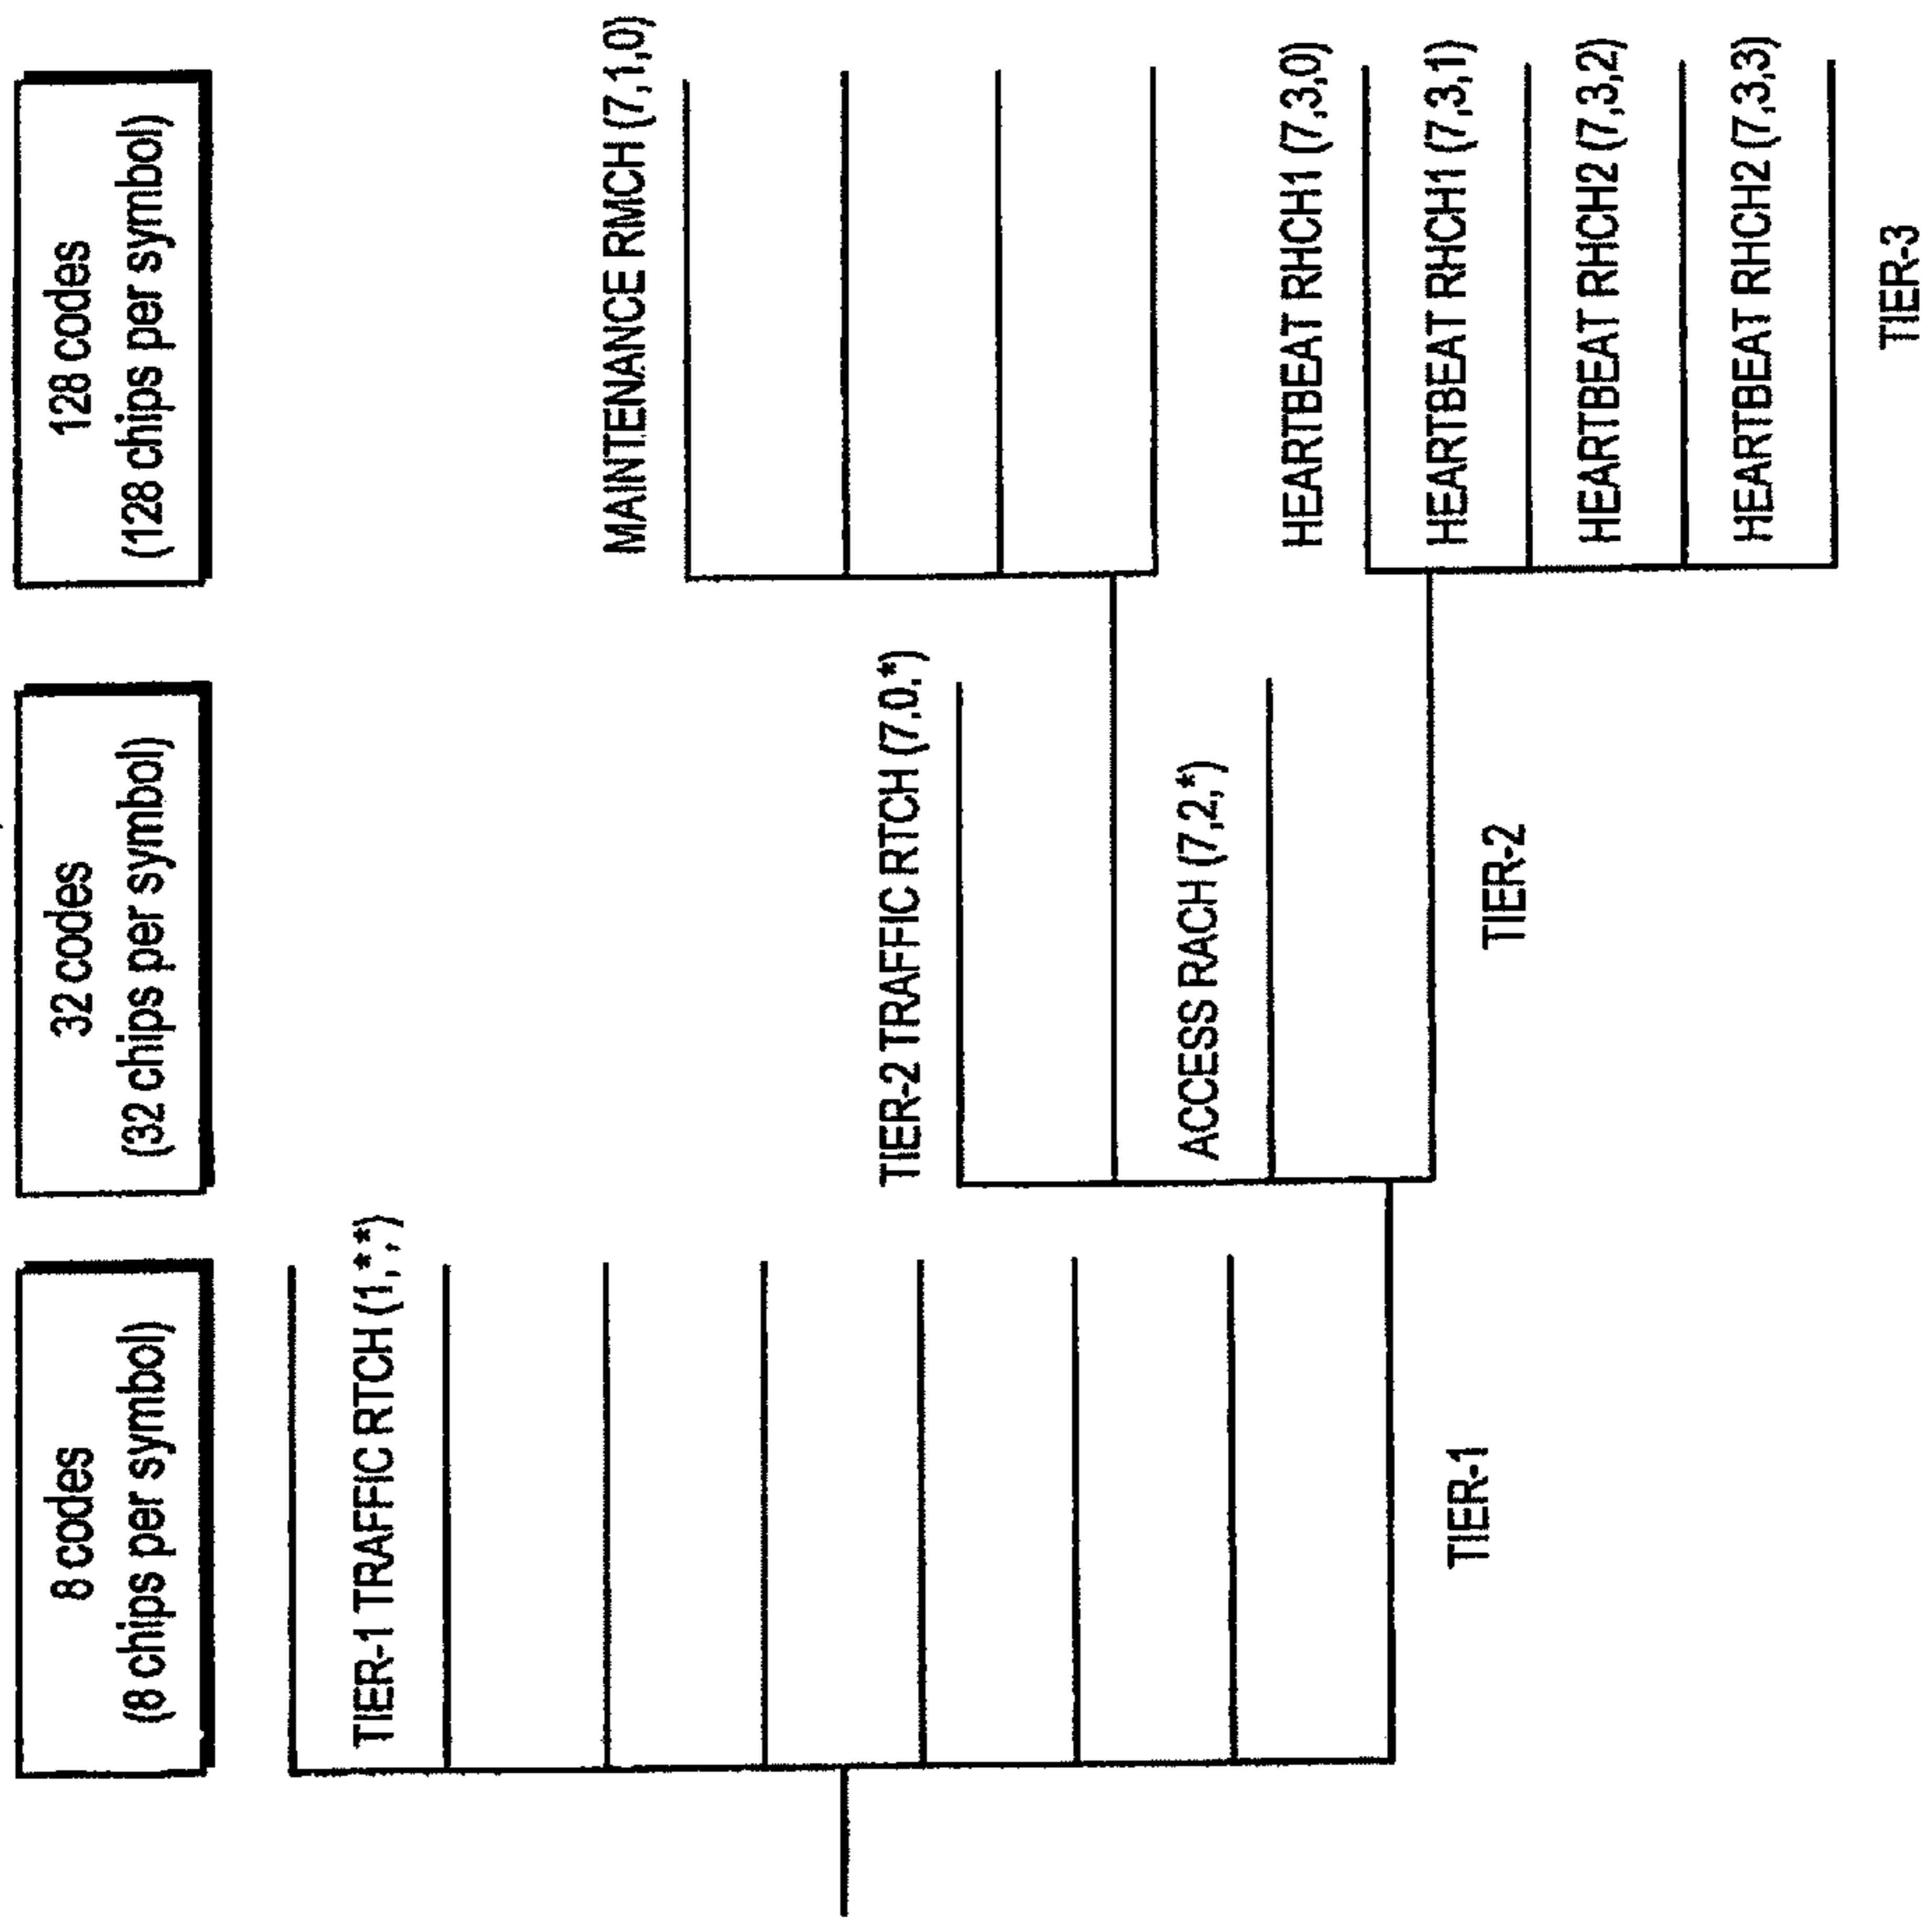 8 codes
(8 chips per symbol)
32 codes
(32 chips per symbol)
128 codes
(128 chips per symbol)
TIER-1 TRAFFIC RTCH (1,*,*)
MAINTENANCE RMCH (7,1,0)
TIER-2 TRAFFIC RTCH (7,0,*)
ACCESS RACH (7,2,*)
HEARTBEAT RHCH1 (7,3,0)
HEARTBEAT RHCH1 (7,3,1)
HEARTBEAT RHCH2 (7,3,2)
HEARTBEAT RHCH2 (7,3,3)
TIER-1
TIER-2
TIER-3